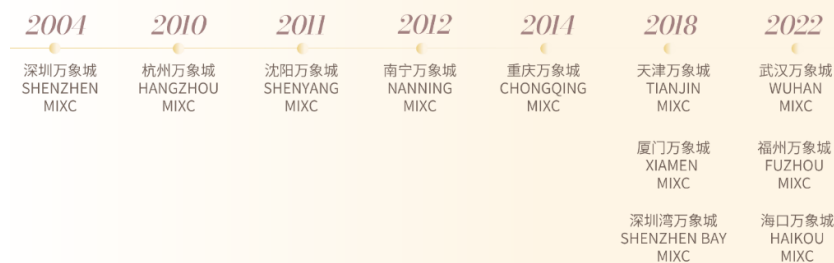 2004
2010
2011
2012
2014
2018
2022
深圳万象城
SHENZHEN
MIXC
杭州万象城
HANGZHOU
MIXC
沈阳万象城
SHENYANG
MIXC
南宁万象城
NANNING
MIXC
重庆万象城
CHONGQING
MIXC
天津万象城
TIANJIN
MIXC
武汉万象城
WUHAN
MIXC
厦门万象城
XIAMEN
MIXC
福州万象城
FUZHOU
MIXC
深圳湾万象城
SHENZHEN BAY
MIXC
海口万象城
HAIKOU
MIXC